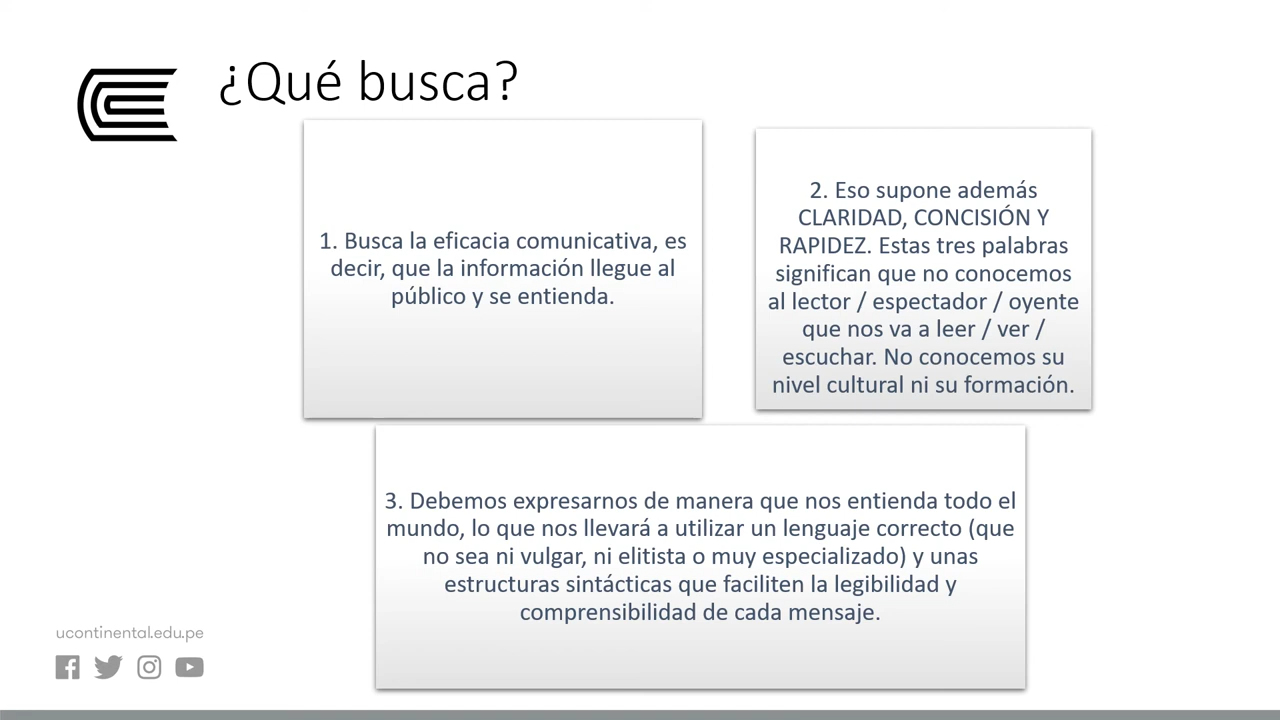 ¿Qué busca?
1. Busca la eficacia comunicativa, es
decir, que la información llegue al
público y se entienda.
2. Eso supone además
CLARIDAD, CONCISIÓN Y
RAPIDEZ. Estas tres palabras
significan que no conocemos
al lector / espectador / oyente
que nos va a leer / ver /
escuchar. No conocemos su
nivel cultural ni su formación.
3. Debemos expresarnos de manera que nos entienda todo el
mundo, lo que nos llevará a utilizar un lenguaje correcto (que
no sea ni vulgar, ni elitista o muy especializado) y unas
estructuras sintácticas que faciliten la legibilidad y
comprensibilidad de cada mensaje.
ucontinental.edu.pe